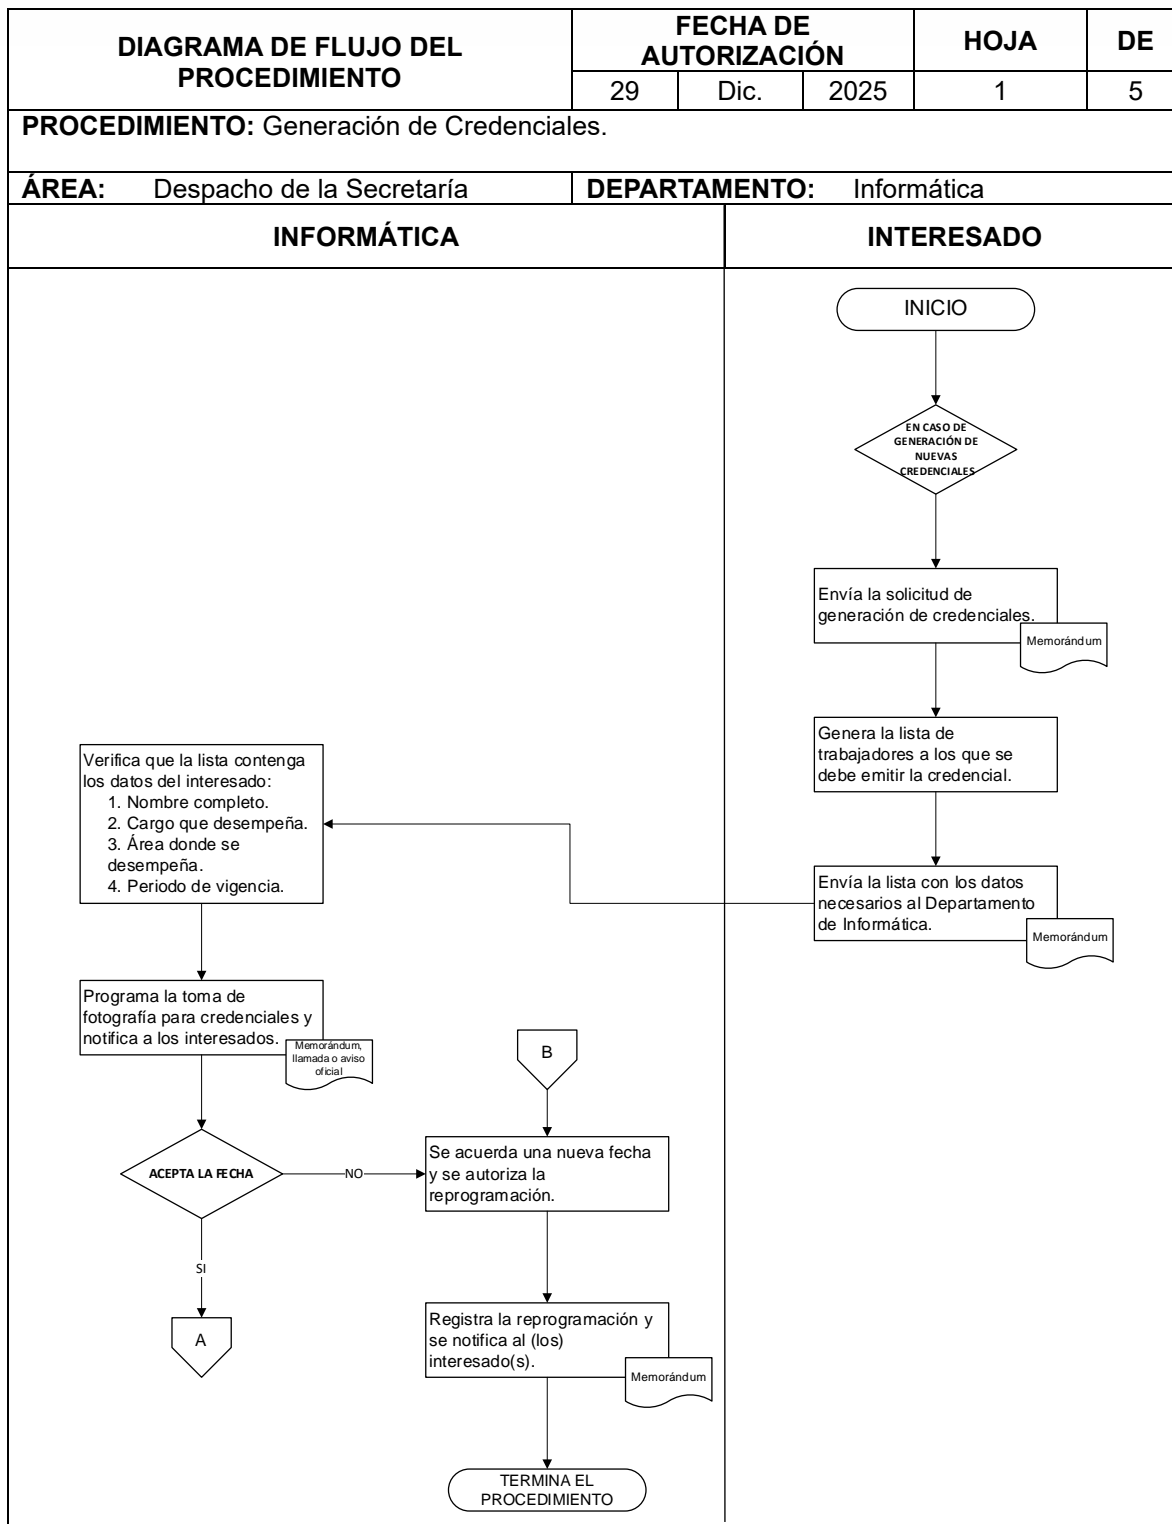 DIAGRAMA DE FLUJO DEL
PROCEDIMIENTO
FECHA DE
AUTORIZACIÓN
HOJA
DE
29
Dic.
2025
1
5
PROCEDIMIENTO: Generación de Credenciales.
ÁREA: Despacho de la Secretaría
DEPARTAMENTO: Informática
INFORMÁTICA
INTERESADO
INICIO
EN CASO DE
GENERACIÓN DE
NUEVAS
CREDENCIALES
Envía la solicitud de
generación de credenciales.
Memorándum
Genera la lista de
trabajadores a los que se
debe emitir la credencial.
Envía la lista con los datos
necesarios al Departamento
de Informática.
Memorándum
Verifica que la lista contenga
los datos del interesado:
1. Nombre completo.
2. Cargo que desempeña.
3. Área donde se
desempeña.
4. Periodo de vigencia.
Programa la toma de
fotografía para credenciales y
notifica a los interesados.
Memorándum,
llamada o aviso
oficial
ACEPTA LA FECHA
NO
SI
A
B
Se acuerda una nueva fecha
y se autoriza la
reprogramación.
Registra la reprogramación y
se notifica al (los)
interesado(s).
Memorándum
TERMINA EL
PROCEDIMIENTO